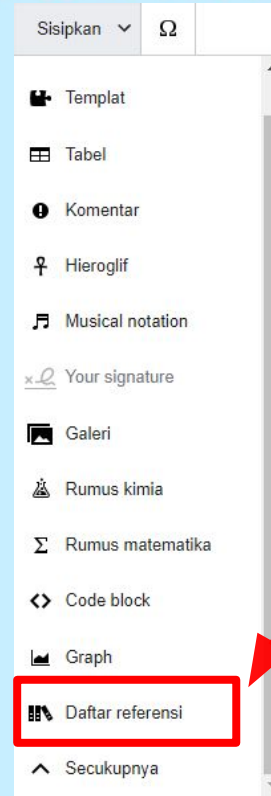 Sisipkan Ω
Templat
Tabel
Komentar
Hieroglif
Musical notation
Your signature
Galeri
Rumus kimia
Σ Rumus matematika
Code block
Graph
Daftar referensi
Secukupnya